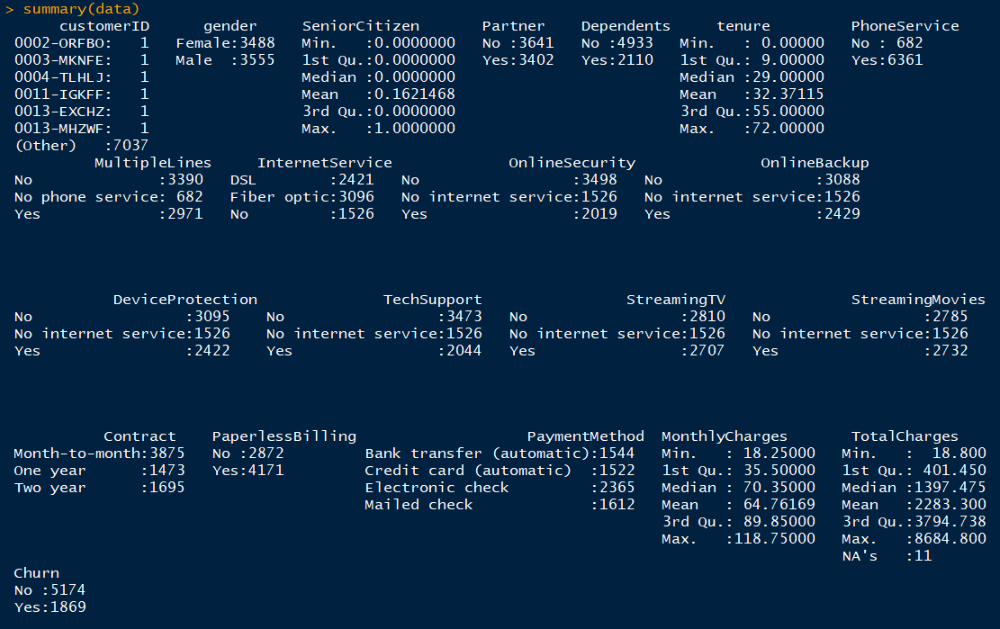 > summary(data)
customerID gender SeniorCitizen Partner Dependents tenure PhoneService
0002-ORFBO: 1 Female:3488 Min. :0.0000000 No :3641 No :4933 Min. : 0.00000 No : 682
0003-MKNFE: 1 Male :3555 1st Qu.:0.0000000 Yes:3402 Yes:2110 1st Qu.: 9.00000 Yes:6361
0004-TLHLJ: 1 Median :0.0000000 Median :29.00000
0011-IGKFF: 1 Mean :0.1621468 Mean :32.37115
0013-EXCHZ: 1 3rd Qu.:0.0000000 3rd Qu.:55.00000
0013-MHZWF: 1 Max. :1.0000000 Max. :72.00000
(Other) :7037
MultipleLines InternetService OnlineSecurity OnlineBackup
No :3390 DSL :2421 No :3498 No :3088
No phone service: 682 Fiber optic:3096 No internet service:1526 No internet service:1526
Yes :2971 No :1526 Yes :2019 Yes :2429
DeviceProtection TechSupport StreamingTV StreamingMovies
No :3095 No :3473 No :2810 No :2785
No internet service:1526 No internet service:1526 No internet service:1526 No internet service:1526
Yes :2422 Yes :2044 Yes :2707 Yes :2732
Contract PaperlessBilling PaymentMethod MonthlyCharges TotalCharges
Month-to-month:3875 No :2872 Bank transfer (automatic):1544 Min. : 18.25000 Min. : 18.800
One year :1473 Yes:4171 Credit card (automatic) :1522 1st Qu.: 35.50000 1st Qu.: 401.450
Two year :1695 Electronic check :2365 Median : 70.35000 Median :1397.475
Mailed check :1612 Mean : 64.76169 Mean :2283.300
3rd Qu.: 89.85000 3rd Qu.:3794.738
Max. :118.75000 Max. :8684.800
NA's :11
Churn
No :5174
Yes:1869